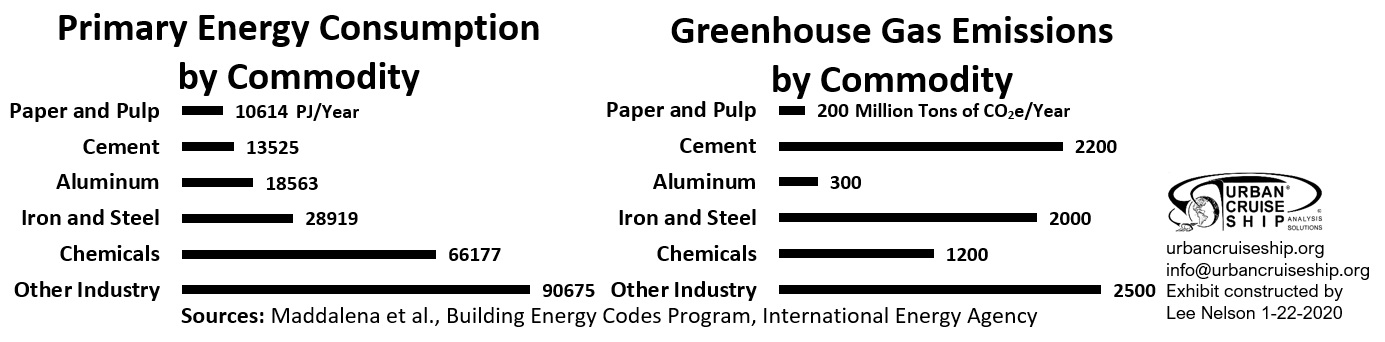 Primary Energy Consumption
by Commodity
Paper and Pulp 10614 PJ/Year
Cement 13525
Aluminum 18563
Iron and Steel 28919
Chemicals 66177
Other Industry 90675
Greenhouse Gas Emissions
by Commodity
Paper and Pulp 200 Million Tons of CO₂e/Year
Cement 2200
Aluminum 300
Iron and Steel 2000
Chemicals 1200
Other Industry 2500
Sources: Maddalena et al., Building Energy Codes Program, International Energy Agency
URBAN®
CRUISE
SHIP ANALYSIS
SOLUTIONS
urbancruiseship.org
info@urbancruiseship.org
Exhibit constructed by
Lee Nelson 1-22-2020